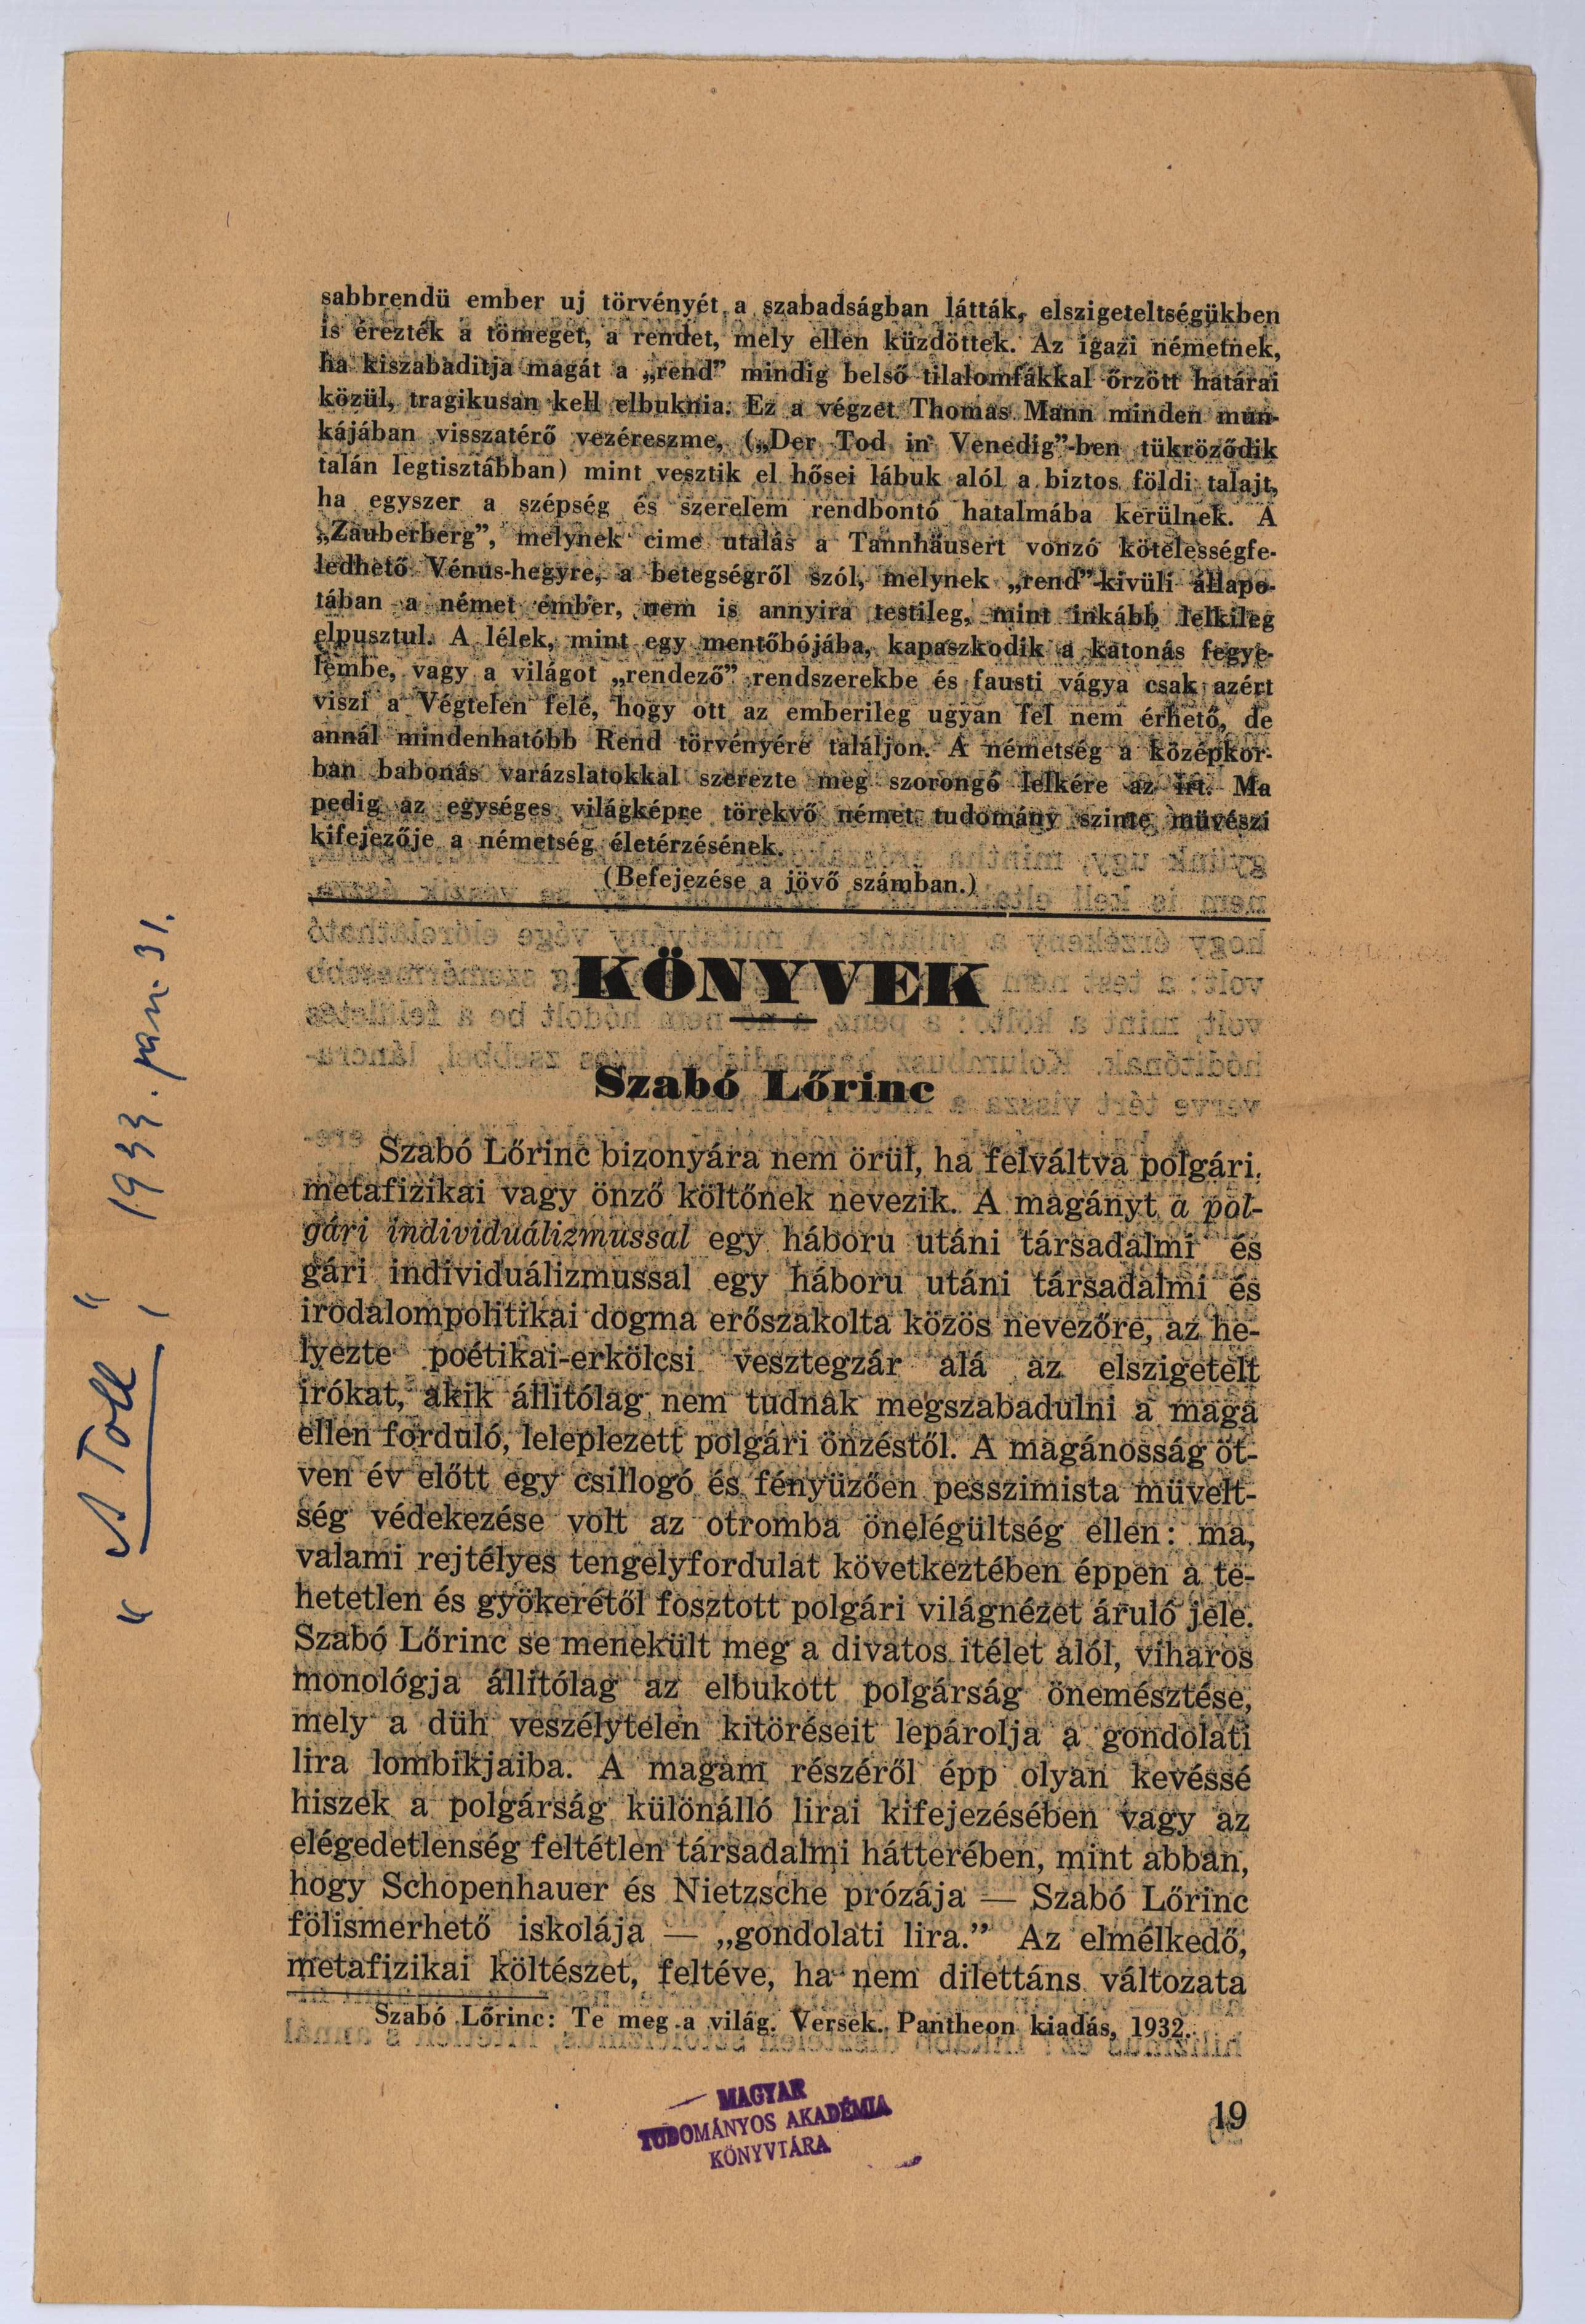 sabbrendü ember uj törvényét a szabadságban látták, elszigeteltségükben
is érezték a tömeget, a rendet, mely ellen küzdöttek. Az igazi németnek,
ha kiszabaditja magát a „rend” mindig belső tilalomfákkal őrzött határai
közül, tragikusan kell elbuknia. Ez a végzet Thomas Mann minden mun-
kájában visszatérő vezéreszme, („Der Tod in Venedig”-ben tükröződik
talán legtisztábban) mint vesztik el hősei lábuk alól a biztos földi talajt,
ha egyszer a szépség és szerelem rendbontó hatalmába kerülnek. A
„Zauberberg”, melynek cime utalás a Tannhäusert vonzó kötelességfe-
ledhető Vénus-hegyre, a betegségről szól, melynek „rend”-kivüli állapo-
tában a német ember, nem is annyira testileg, mint inkább lelkileg
elpusztul. A lélek, mint egy mentőbójába, kapaszkodik a katonás fegye-
lembe, vagy a világot „rendező” rendszerekbe és fausti vágya csak azért
viszi a Végtelen felé, hogy ott az emberileg ugyan fel nem érhető, de
annál mindenhatóbb Rend törvényére találjon. A németség a középkor-
ban babonás varázslatokkal szerezte meg szorongó lelkére az irt. Ma
pedig az egységes világképre törekvő német tudomány szinte müvészi
kifejezője a németség életérzésének.
(Befejezése a jövő számban.)
KÖNYVEK
Szabó Lőrinc
Szabó Lőrinc bizonyára nem örül, ha felváltva polgári,
metafizikai vagy önző költőnek nevezik. A magányt a pol-
gári individuálizmussal egy háboru utáni társadalmi és
gári individuálizmussal egy háboru utáni társadalmi és
irodalompolitikai dogma erőszakolta közös nevezőre, az he-
lyezte poétikai-erkölcsi vesztegzár alá az elszigetelt
irókat, akik állitólag nem tudnak megszabadulni a maga
ellen forduló, leleplezett polgári önzéstől. A magánosság öt-
ven év előtt egy csillogó és fényüzően pesszimista müvelt-
ség védekezése volt az otromba önelégültség ellen: ma,
valami rejtélyes tengelyfordulat következtében éppen a te-
hetetlen és gyökerétől fosztott polgári világnézet áruló jele.
Szabó Lőrinc se menekült meg a divatos itélet alól, viharos
monológja állitólag az elbukott polgárság önemésztése,
mely a düh veszélytelen kitöréseit lepárolja a gondolati
lira lombikjaiba. A magam részéről épp olyan kevéssé
hiszek a polgárság különálló lirai kifejezésében vagy az
elégedetlenség feltétlen társadalmi hátterében, mint abban,
hogy Schopenhauer és Nietzsche prózája — Szabó Lőrinc
fölismerhető iskolája — „gondolati lira.” Az elmélkedő,
metafizikai költészet, feltéve, ha nem dilettáns változata
Szabó Lőrinc: Te meg a világ. Versek. Pantheon kiadás, 1932.
19
MAGYAR
TUDOMÁNYOS AKADÉMIA
KÖNYVTÁRA
"A Toll", 1933. jan. 31.